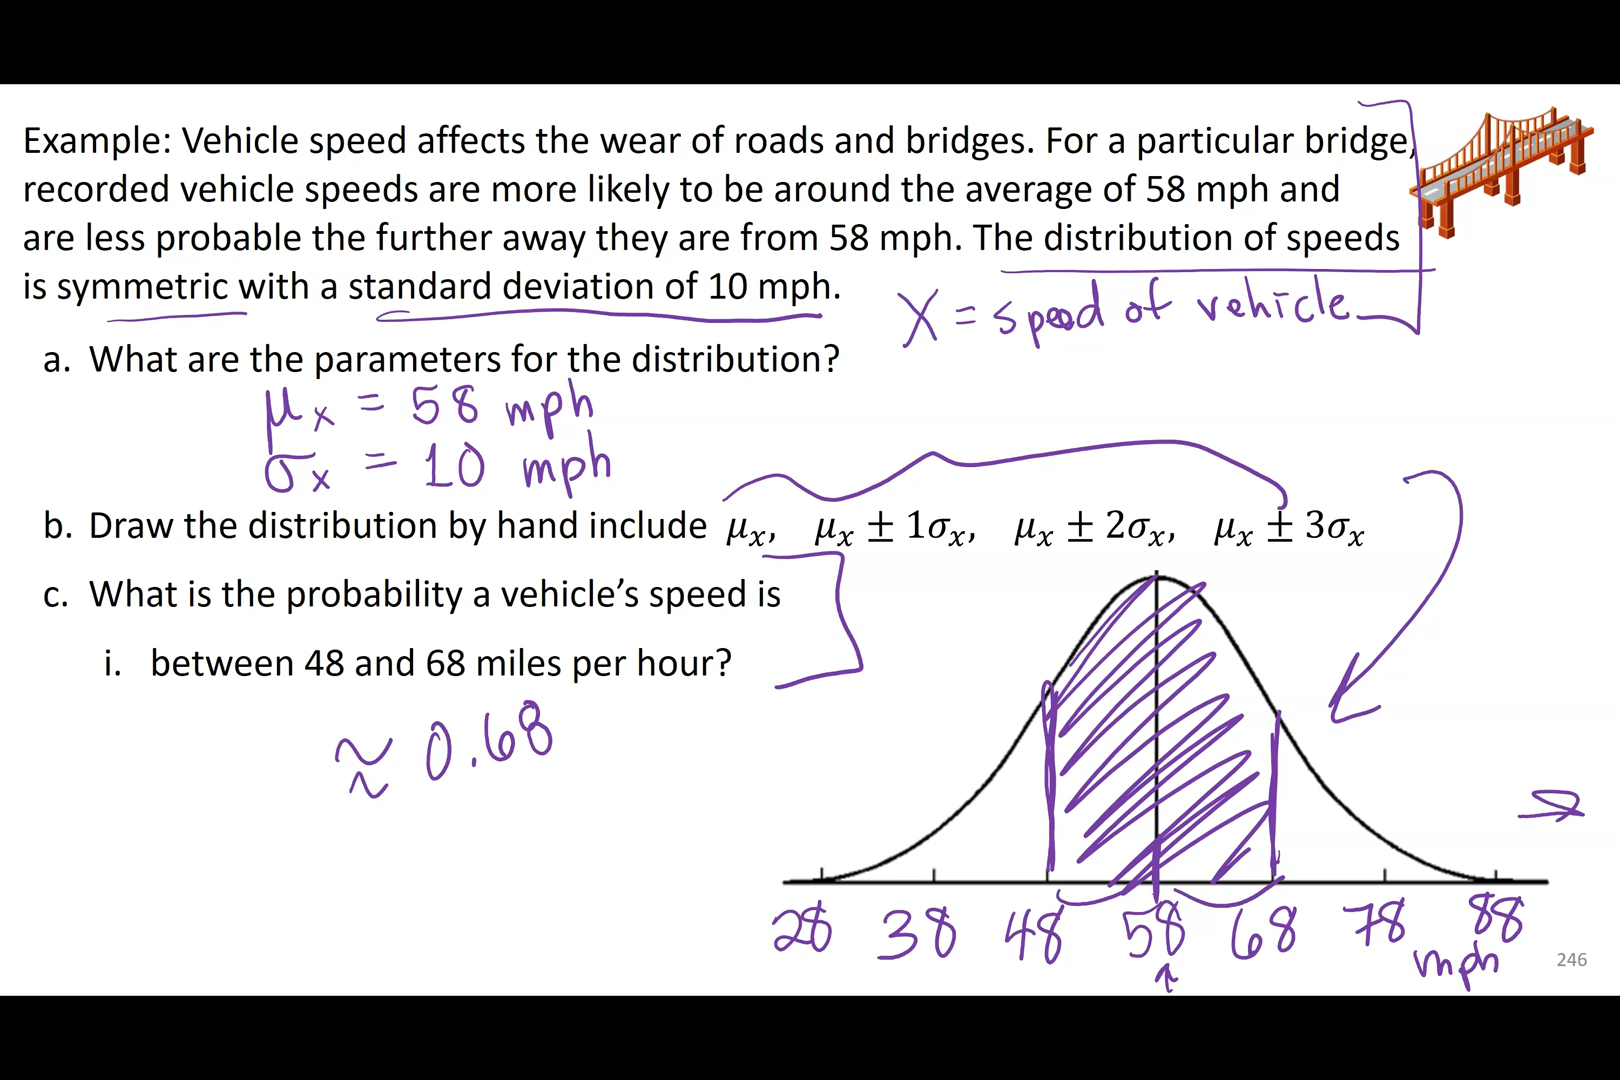 Example: Vehicle speed affects the wear of roads and bridges. For a particular bridge,
recorded vehicle speeds are more likely to be around the average of 58 mph and
are less probable the further away they are from 58 mph. The distribution of speeds
is symmetric with a standard deviation of 10 mph.
X = speed of vehicle
a. What are the parameters for the distribution?
μx = 58 mph
σx = 10 mph
b. Draw the distribution by hand include μx, μx ± 1σx, μx ± 2σx, μx ± 3σx
c. What is the probability a vehicle’s speed is
i. between 48 and 68 miles per hour?
≈ 0.68
28 38 48 58 68 78 88
mph
246